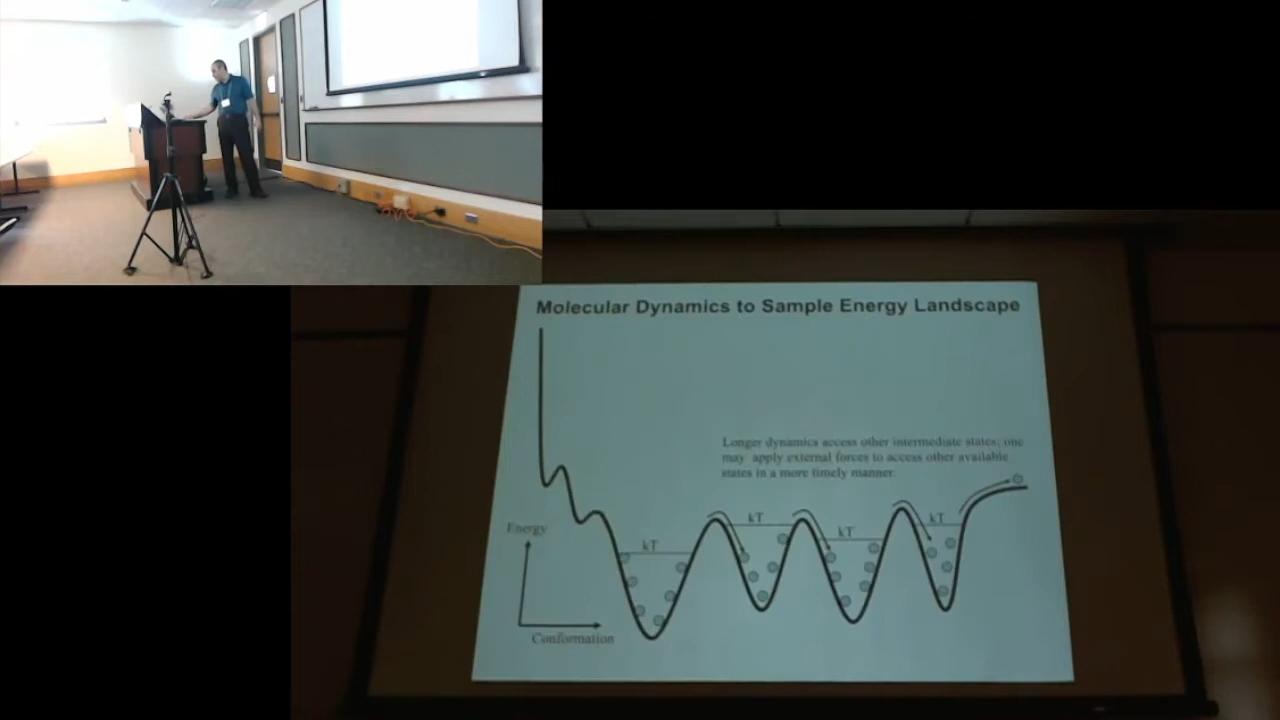 Molecular Dynamics to Sample Energy Landscape
Longer dynamics access other intermediate states; one
may apply external forces to access other available
states in a more timely manner.
kT
kT
kT
kT
Energy
Conformation